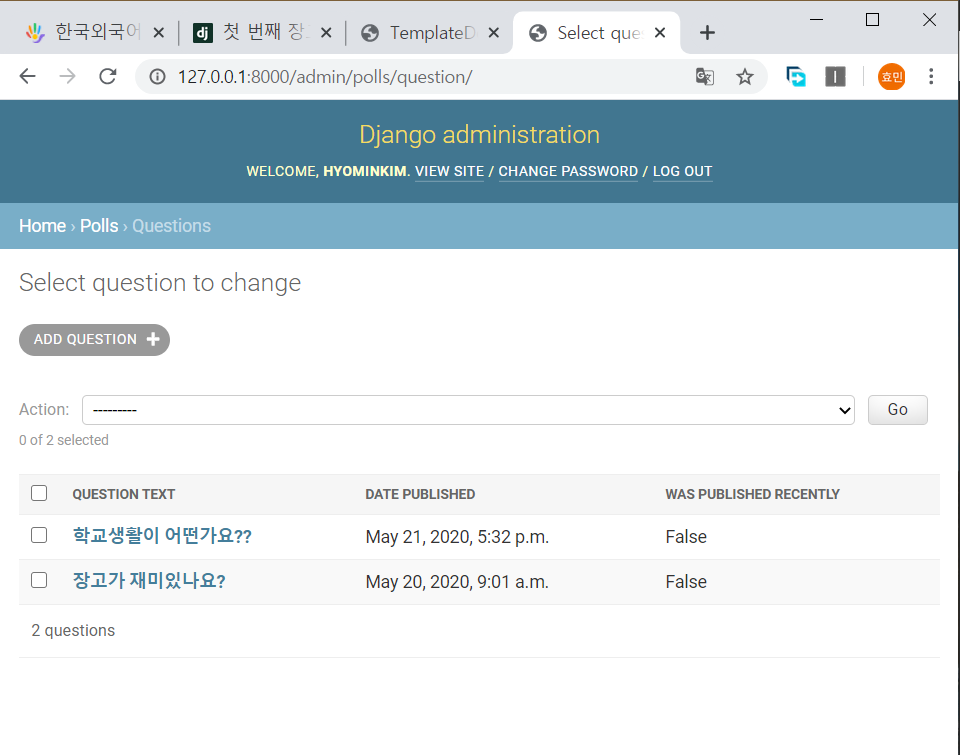 한국외국어
첫 번째 장
TemplateD
Select que
127.0.0.1:8000/admin/polls/question/
효민
Django administration
WELCOME, HYOMINKIM. VIEW SITE / CHANGE PASSWORD / LOG OUT
Home › Polls › Questions
Select question to change
ADD QUESTION +
Action: --------- Go
0 of 2 selected
QUESTION TEXT DATE PUBLISHED WAS PUBLISHED RECENTLY
학교생활이 어떤가요?? May 21, 2020, 5:32 p.m. False
장고가 재미있나요? May 20, 2020, 9:01 a.m. False
2 questions